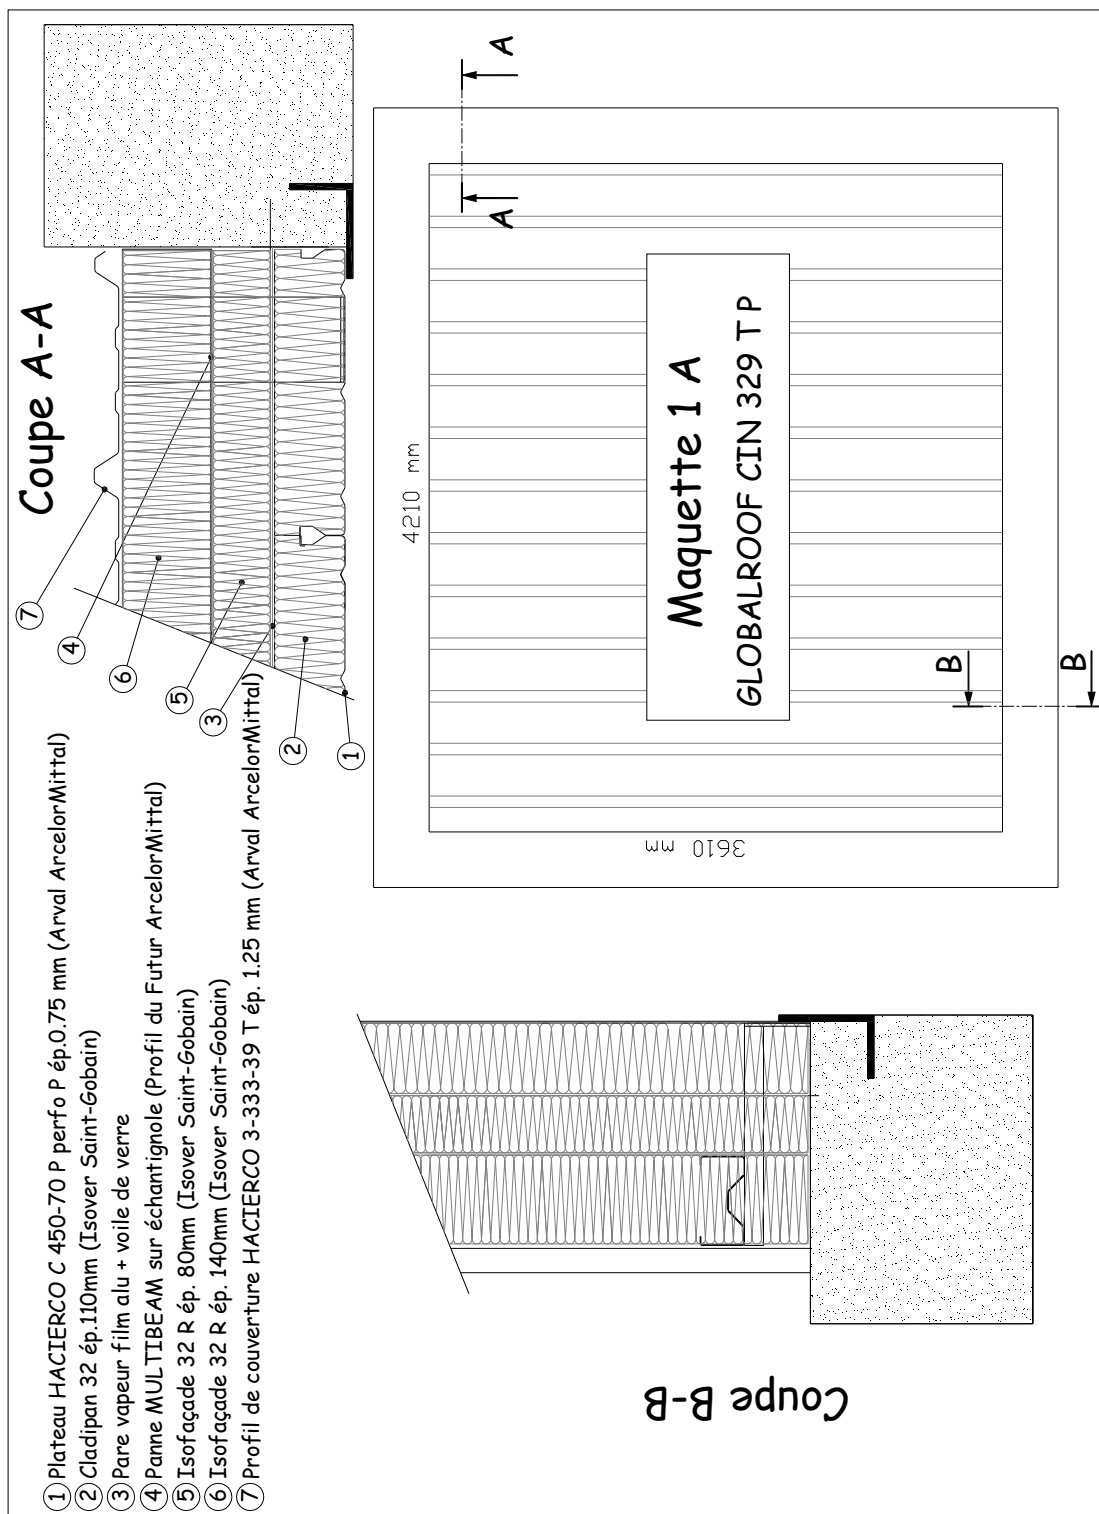 Coupe A-A
7
4
6
5
3
2
1
1 Plateau HACIERCO C 450-70 P perfo P ép.0.75 mm (Arval ArcelorMittal)
2 Cladipan 32 ép.110mm (Isover Saint-Gobain)
3 Pare vapeur film alu + voile de verre
4 Panne MULTIBEAM sur échantignole (Profil du Futur ArcelorMittal)
5 Isofaçade 32 R ép. 80mm (Isover Saint-Gobain)
6 Isofaçade 32 R ép. 140mm (Isover Saint-Gobain)
7 Profil de couverture HACIERCO 3-333-39 T ép. 1.25 mm (Arval ArcelorMittal)
A
A
4210 mm
Maquette 1 A
GLOBALROOF CIN 329 T P
B
B
3610 mm
Coupe B-B